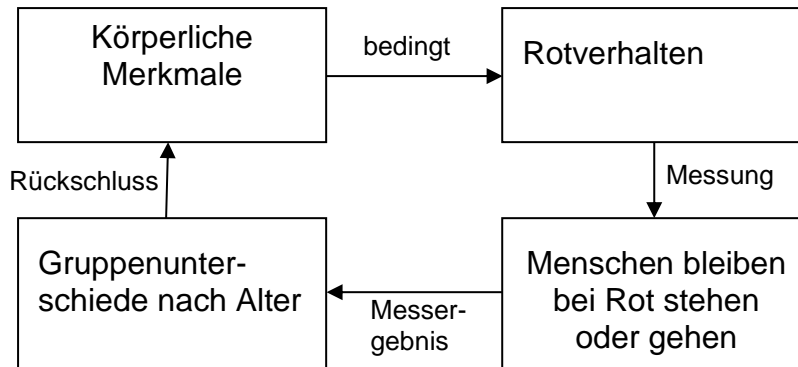 Körperliche
Merkmale
bedingt
Rotverhalten
Rückschluss
Messung
Gruppenunter-
schiede nach Alter
Messer-
gebnis
Menschen bleiben
bei Rot stehen
oder gehen